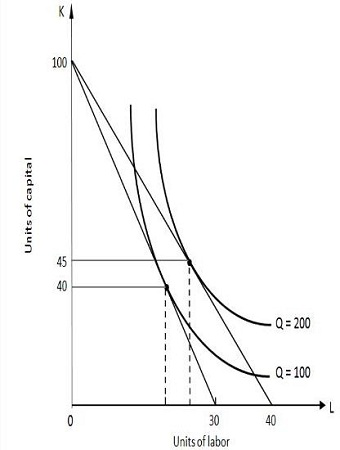 K
100
Units of capital
45
40
Q = 200
Q = 100
0
30
40
L
Units of labor